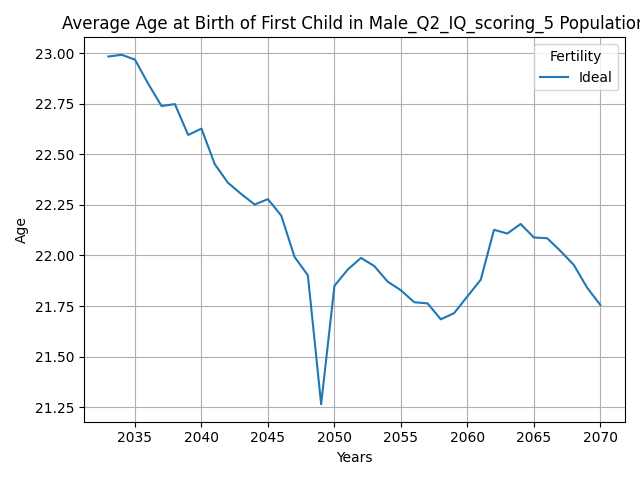 Average Age at Birth of First Child in Male_Q2_IQ_scoring_5 Population
Fertility
Ideal
23.00
22.75
22.50
22.25
22.00
21.75
21.50
21.25
Age
2035 2040 2045 2050 2055 2060 2065 2070
Years